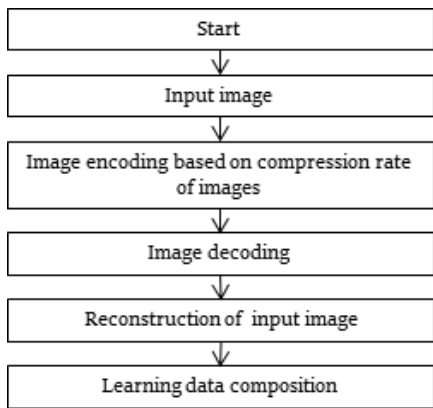 Start
Input image
Image encoding based on compression rate
of images
Image decoding
Reconstruction of input image
Learning data composition